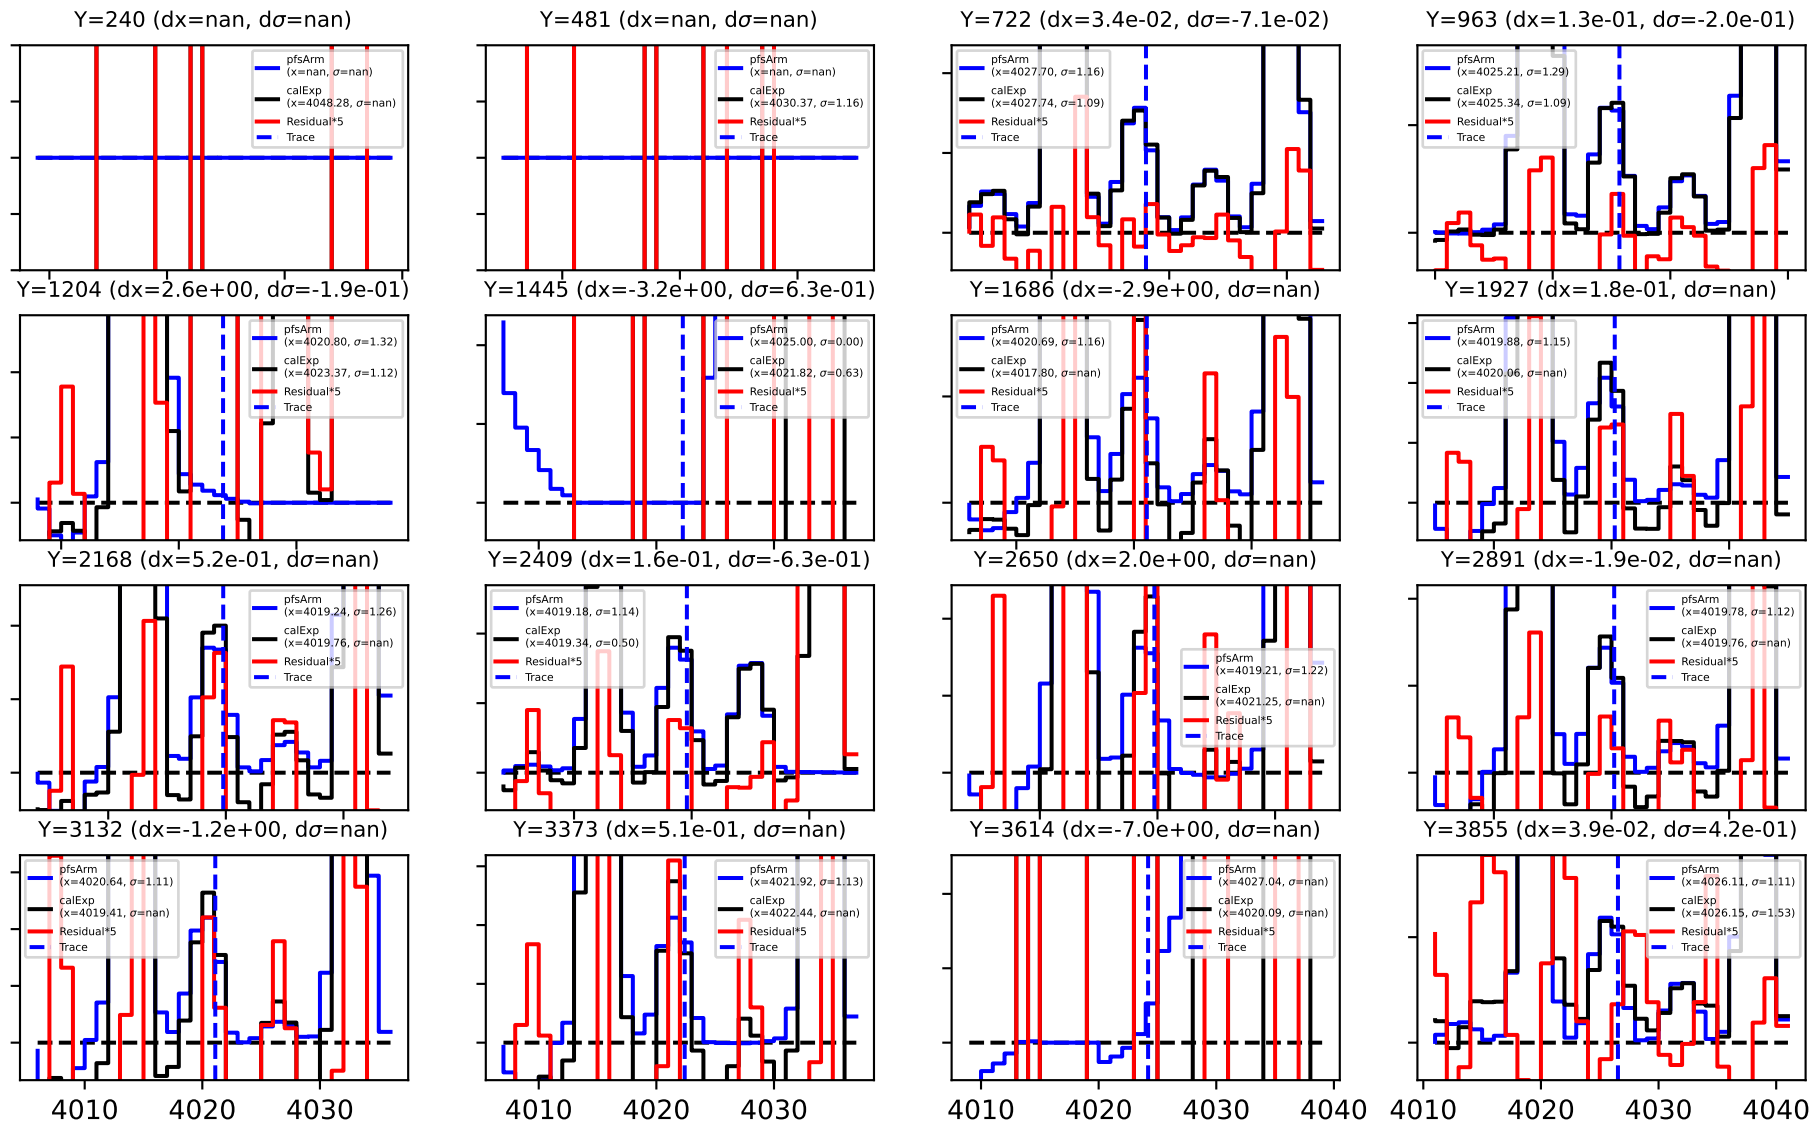 Y=240 (dx=nan, dσ=nan)
pfsArm
(x=nan, σ=nan)
calExp
(x=4048.28, σ=nan)
Residual*5
Trace
Y=481 (dx=nan, dσ=nan)
pfsArm
(x=nan, σ=nan)
calExp
(x=4030.37, σ=1.16)
Residual*5
Trace
Y=722 (dx=3.4e-02, dσ=-7.1e-02)
pfsArm
(x=4027.70, σ=1.16)
calExp
(x=4027.74, σ=1.09)
Residual*5
Trace
Y=963 (dx=1.3e-01, dσ=-2.0e-01)
pfsArm
(x=4025.21, σ=1.29)
calExp
(x=4025.34, σ=1.09)
Residual*5
Trace
Y=1204 (dx=2.6e+00, dσ=-1.9e-01)
pfsArm
(x=4020.80, σ=1.32)
calExp
(x=4023.37, σ=1.12)
Residual*5
Trace
Y=1445 (dx=-3.2e+00, dσ=6.3e-01)
pfsArm
(x=4025.00, σ=0.00)
calExp
(x=4021.82, σ=0.63)
Residual*5
Trace
Y=1686 (dx=-2.9e+00, dσ=nan)
pfsArm
(x=4020.69, σ=1.16)
calExp
(x=4017.80, σ=nan)
Residual*5
Trace
Y=1927 (dx=1.8e-01, dσ=nan)
pfsArm
(x=4019.88, σ=1.15)
calExp
(x=4020.06, σ=nan)
Residual*5
Trace
Y=2168 (dx=5.2e-01, dσ=nan)
pfsArm
(x=4019.24, σ=1.26)
calExp
(x=4019.76, σ=nan)
Residual*5
Trace
Y=2409 (dx=1.6e-01, dσ=-6.3e-01)
pfsArm
(x=4019.18, σ=1.14)
calExp
(x=4019.34, σ=0.50)
Residual*5
Trace
Y=2650 (dx=2.0e+00, dσ=nan)
pfsArm
(x=4019.21, σ=1.22)
calExp
(x=4021.25, σ=nan)
Residual*5
Trace
Y=2891 (dx=-1.9e-02, dσ=nan)
pfsArm
(x=4019.78, σ=1.12)
calExp
(x=4019.76, σ=nan)
Residual*5
Trace
Y=3132 (dx=-1.2e+00, dσ=nan)
pfsArm
(x=4020.64, σ=1.11)
calExp
(x=4019.41, σ=nan)
Residual*5
Trace
Y=3373 (dx=5.1e-01, dσ=nan)
pfsArm
(x=4021.92, σ=1.13)
calExp
(x=4022.44, σ=nan)
Residual*5
Trace
Y=3614 (dx=-7.0e+00, dσ=nan)
pfsArm
(x=4027.04, σ=nan)
calExp
(x=4020.09, σ=nan)
Residual*5
Trace
Y=3855 (dx=3.9e-02, dσ=4.2e-01)
pfsArm
(x=4026.11, σ=1.11)
calExp
(x=4026.15, σ=1.53)
Residual*5
Trace
4010 4020 4030
4010 4020 4030
4010 4020 4030 4040
4010 4020 4030 4040